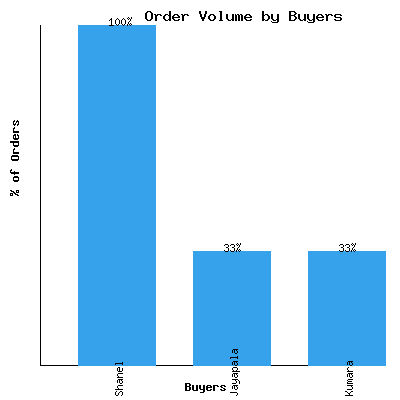 Order Volume by Buyers
100%
33%
33%
% of Orders
Shanel
Jayapala
Kumara
Buyers